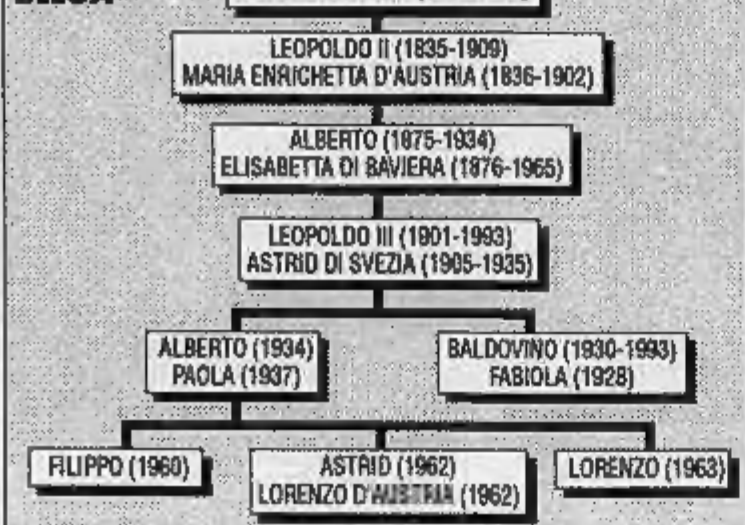 LEOPOLDO II (1835-1909)
MARIA ENRICHETTA D'AUSTRIA (1836-1902)
ALBERTO (1875-1934)
ELISABETTA DI BAVIERA (1876-1965)
LEOPOLDO III (1901-1993)
ASTRID DI SVEZIA (1905-1935)
ALBERTO (1934)
PAOLA (1937)
BALDOVINO (1930-1993)
FABIOLA (1928)
FILIPPO (1960)
ASTRID (1962)
LORENZO D'AUSTRIA (1962)
LORENZO (1963)